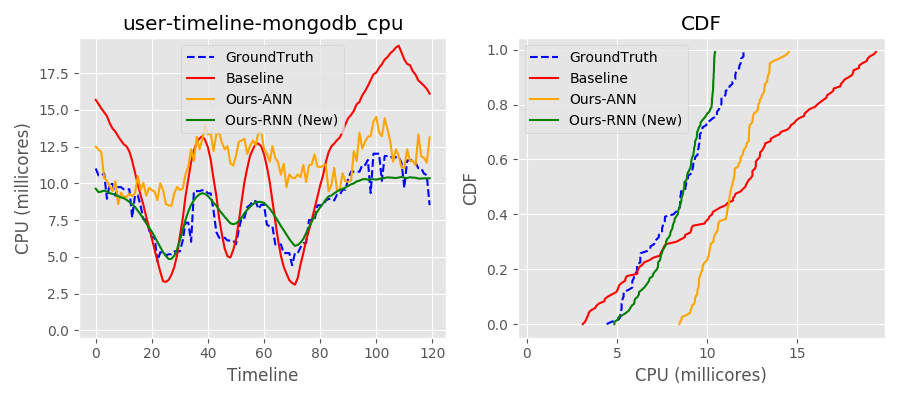 user-timeline-mongodb_cpu
CPU (millicores)
17.5
15.0
12.5
10.0
7.5
5.0
2.5
0.0
GroundTruth
Baseline
Ours-ANN
Ours-RNN (New)
0 20 40 60 80 100 120
Timeline
CDF
CDF
1.0
0.8
0.6
0.4
0.2
0.0
GroundTruth
Baseline
Ours-ANN
Ours-RNN (New)
0 5 10 15
CPU (millicores)